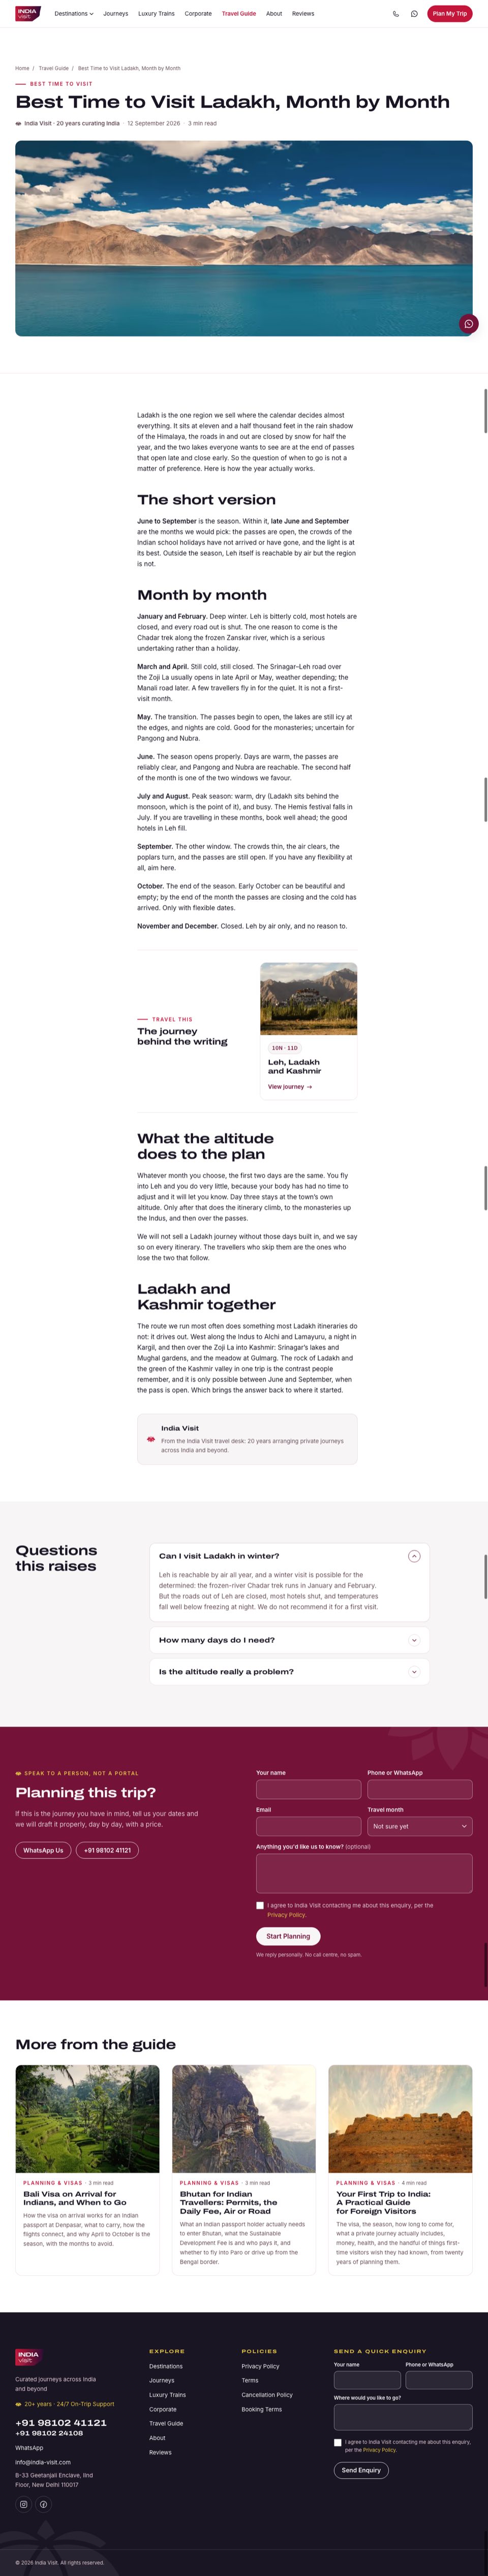 INDIA
visit
Destinations
Journeys
Luxury Trains
Corporate
Travel Guide
About
Reviews
Plan My Trip
Home / Travel Guide / Best Time to Visit Ladakh, Month by Month
BEST TIME TO VISIT
Best Time to Visit Ladakh, Month by Month
India Visit · 20 years curating India · 12 September 2026 · 3 min read
Ladakh is the one region we sell where the calendar decides almost
everything. It sits at eleven and a half thousand feet in the rain shadow
of the Himalaya, the roads in and out are closed by snow for half the
year, and the two lakes everyone wants to see are at the end of passes
that open late and close early. So the question of when to go is not a
matter of preference. Here is how the year actually works.
The short version
June to September is the season. Within it, late June and September
are the months we would pick: the passes are open, the crowds of the
Indian school holidays have not arrived or have gone, and the light is at
its best. Outside the season, Leh itself is reachable by air but the region
is not.
Month by month
January and February. Deep winter. Leh is bitterly cold, most hotels are
closed, and every road out is shut. The one reason to come is the
Chadar trek along the frozen Zanskar river, which is a serious
undertaking rather than a holiday.
March and April. Still cold, still closed. The Srinagar–Leh road over
the Zoji La usually opens in late April or May, weather depending; the
Manali road later. A few travellers fly in for the quiet. It is not a first-
visit month.
May. The transition. The passes begin to open, the lakes are still icy at
the edges, and nights are cold. Good for the monasteries; uncertain for
Pangong and Nubra.
June. The season opens properly. Days are warm, the passes are
reliably clear, and Pangong and Nubra are reachable. The second half
of the month is one of the two windows we favour.
July and August. Peak season: warm, dry (Ladakh sits behind the
monsoon, which is the point of it), and busy. The Hemis festival falls in
July. If you are travelling in these months, book well ahead; the good
hotels in Leh fill.
September. The other window. The crowds thin, the air clears, the
poplars turn, and the passes are still open. If you have any flexibility at
all, aim here.
October. The end of the season. Early October can be beautiful and
empty; by the end of the month the passes are closing and the cold has
arrived. Only with flexible dates.
November and December. Closed. Leh by air only, and no reason to.
TRAVEL THIS
The journey
behind the writing
10N · 11D
Leh, Ladakh
and Kashmir
View journey →
What the altitude
does to the plan
Whatever month you choose, the first two days are the same. You fly
into Leh and you do very little, because your body has had no time to
adjust and it will let you know. Day three stays at the town's own
altitude. Only after that does the itinerary climb, to the monasteries up
the Indus, and then over the passes.
We will not sell a Ladakh journey without those days built in, and we say
so on every itinerary. The travellers who skip them are the ones who
lose the two that follow.
Ladakh and
Kashmir together
The route we run most often does something most Ladakh itineraries do
not: it drives out. West along the Indus to Alchi and Lamayuru, a night in
Kargil, and then over the Zoji La into Kashmir: Srinagar's lakes and
Mughal gardens, and the meadow at Gulmarg. The rock of Ladakh and
the green of the Kashmir valley in one trip is the contrast people
remember, and it is only possible between June and September, when
the pass is open. Which brings the answer back to where it started.
India Visit
From the India Visit travel desk: 20 years arranging private journeys
across India and beyond.
Questions
this raises
Can I visit Ladakh in winter?
Leh is reachable by air all year, and a winter visit is possible for the
determined: the frozen-river Chadar trek runs in January and February.
But the roads out of Leh are closed, most hotels shut, and temperatures
fall well below freezing at night. We do not recommend it for a first visit.
How many days do I need?
Is the altitude really a problem?
SPEAK TO A PERSON, NOT A PORTAL
Planning this trip?
If this is the journey you have in mind, tell us your dates and
we will draft it properly, day by day, with a price.
WhatsApp Us
+91 98102 41121
Your name
Phone or WhatsApp
Email
Travel month
Not sure yet
Anything you'd like us to know? (optional)
I agree to India Visit contacting me about this enquiry, per the
Privacy Policy.
Start Planning
We reply personally. No call centre, no spam.
More from the guide
PLANNING & VISAS · 3 min read
Bali Visa on Arrival for
Indians, and When to Go
How the visa on arrival works for an Indian
passport at Denpasar, what to carry, how the
flights connect, and why April to October is the
season, with the months to avoid.
PLANNING & VISAS · 3 min read
Bhutan for Indian
Travellers: Permits, the
Daily Fee, Air or Road
What an Indian passport holder actually needs
to enter Bhutan, what the Sustainable
Development Fee is and who pays it, and
whether to fly into Paro or drive up from the
Bengal border.
PLANNING & VISAS · 4 min read
Your First Trip to India:
A Practical Guide
for Foreign Visitors
The visa, the season, how long to come for,
what a private journey actually includes,
money, health, and the handful of things first-
time visitors wish they had known, from twenty
years of planning them.
INDIA
visit
Curated journeys across India
and beyond
20+ years · 24/7 On-Trip Support
+91 98102 41121
+91 98102 24108
WhatsApp
info@india-visit.com
B-33 Geetanjali Enclave, IInd
Floor, New Delhi 110017
EXPLORE
Destinations
Journeys
Luxury Trains
Corporate
Travel Guide
About
Reviews
POLICIES
Privacy Policy
Terms
Cancellation Policy
Booking Terms
SEND A QUICK ENQUIRY
Your name
Phone or WhatsApp
Where would you like to go?
I agree to India Visit contacting me about this enquiry,
per the Privacy Policy.
Send Enquiry
© 2026 India Visit. All rights reserved.